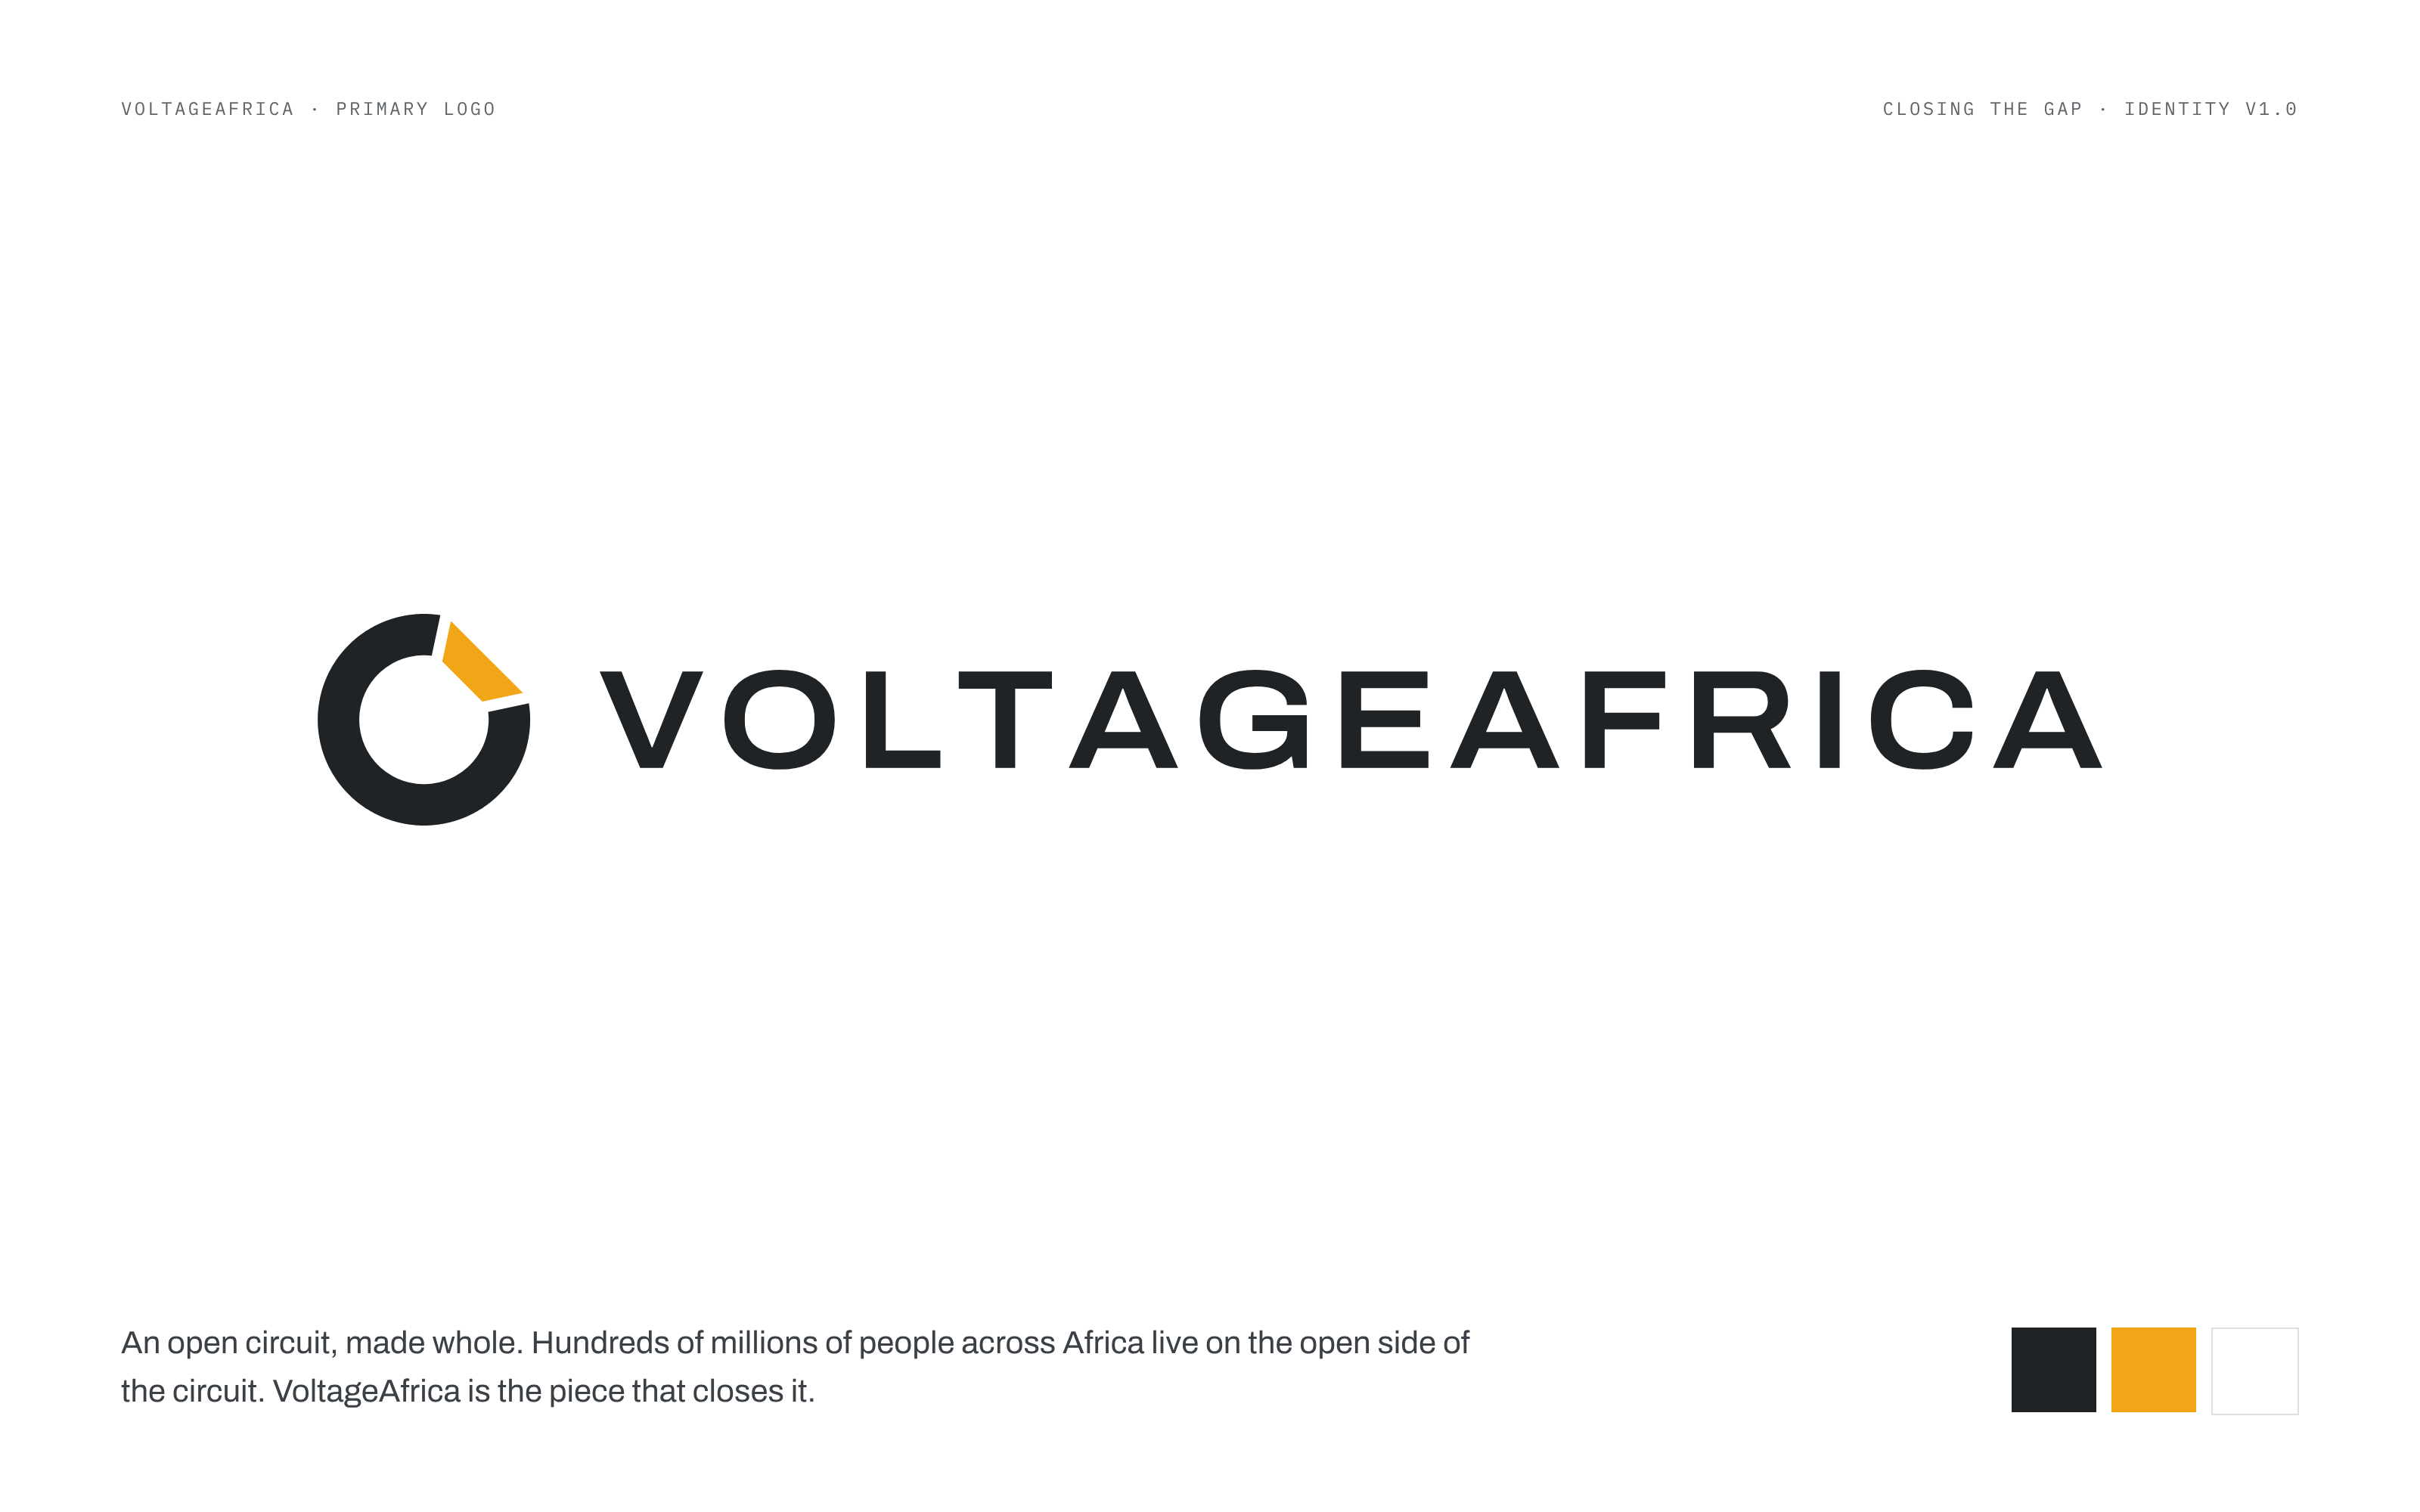 VOLTAGEAFRICA · PRIMARY LOGO
CLOSING THE GAP · IDENTITY V1.0
VOLTAGEAFRICA
An open circuit, made whole. Hundreds of millions of people across Africa live on the open side of
the circuit. VoltageAfrica is the piece that closes it.